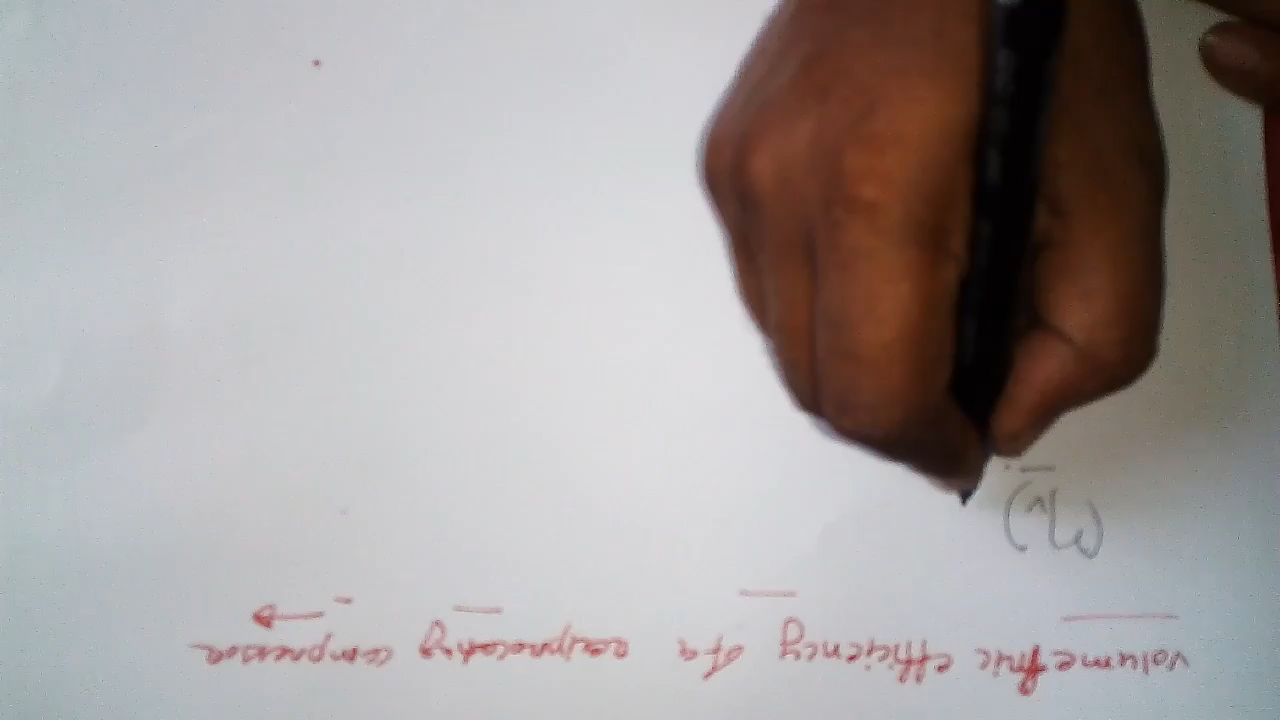 volumetric efficiency of a reciprocating compressor →
(ηv)